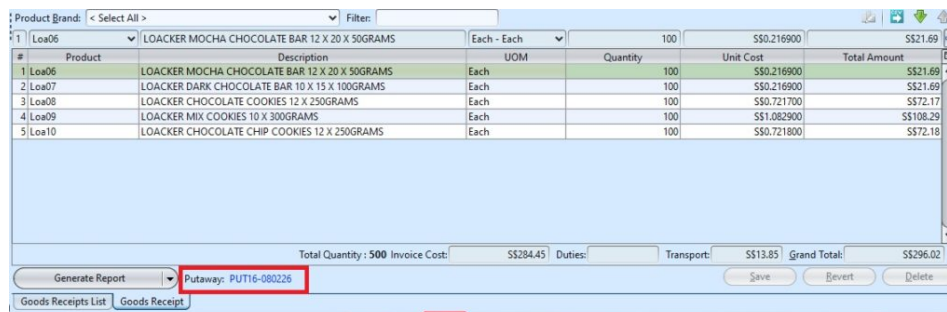 Product Brand: < Select All > Filter:
1 Loa06 LOACKER MOCHA CHOCOLATE BAR 12 X 20 X 50GRAMS Each - Each 100 S$0.216900 S$21.69
# Product Description UOM Quantity Unit Cost Total Amount
1 Loa06 LOACKER MOCHA CHOCOLATE BAR 12 X 20 X 50GRAMS Each 100 S$0.216900 S$21.69
2 Loa07 LOACKER DARK CHOCOLATE BAR 10 X 15 X 100GRAMS Each 100 S$0.216900 S$21.69
3 Loa08 LOACKER CHOCOLATE COOKIES 12 X 250GRAMS Each 100 S$0.721700 S$72.17
4 Loa09 LOACKER MIX COOKIES 10 X 300GRAMS Each 100 S$1.082900 S$108.29
5 Loa10 LOACKER CHOCOLATE CHIP COOKIES 12 X 250GRAMS Each 100 S$0.721800 S$72.18
Total Quantity : 500 Invoice Cost: S$284.45 Duties: Transport: S$13.85 Grand Total: S$296.02
Generate Report Putaway: PUT16-080226 Save Revert Delete
Goods Receipts List Goods Receipt